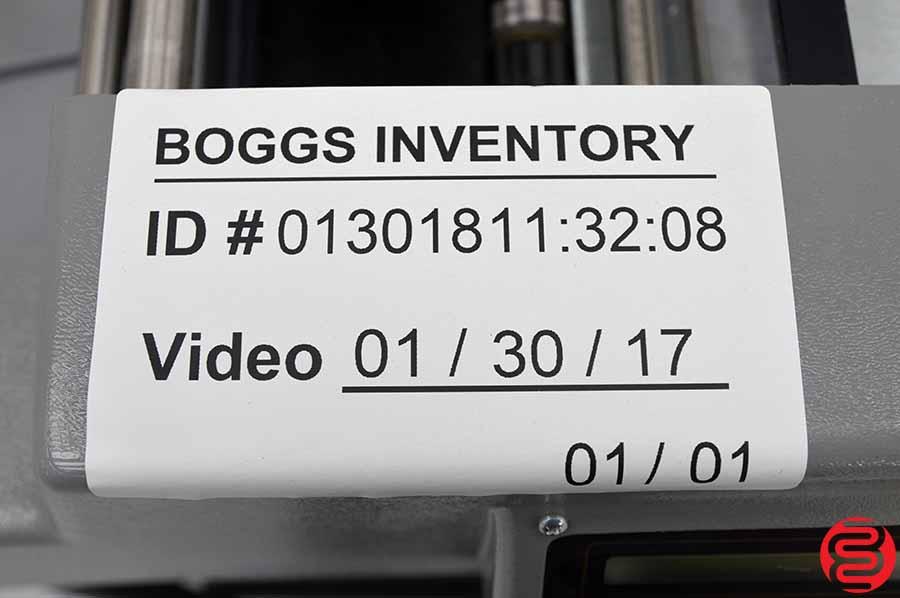 BOGGS INVENTORY
ID # 01301811:32:08
Video 01 / 30 / 17
01 / 01